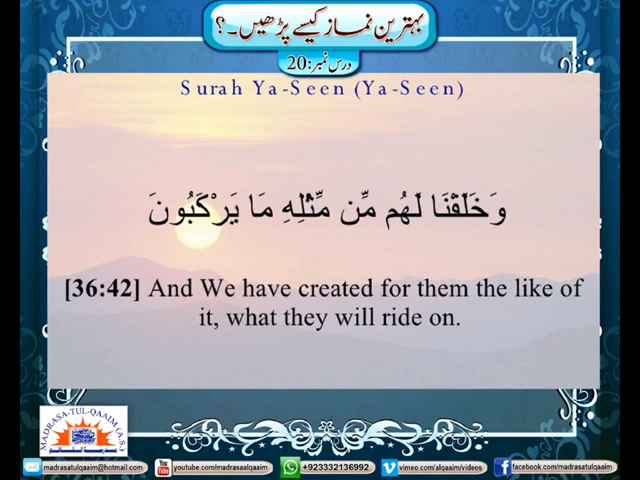 بہترین نماز کیسے پڑھیں۔؟
درس نمبر:20
Surah Ya-Seen (Ya-Seen)
وَخَلَقْنَا لَهُم مِّن مِّثْلِهِ مَا يَرْكَبُونَ
[36:42] And We have created for them the like of
it, what they will ride on.
MADRASA-TUL-QAAIM (A.S.)
madrasatulqaaim@hotmail.com
You Tube youtube.com/madrasaalqaaim
+923332136992
vimeo.com/alqaaim/videos
facebook.com/madrasatulqaaim